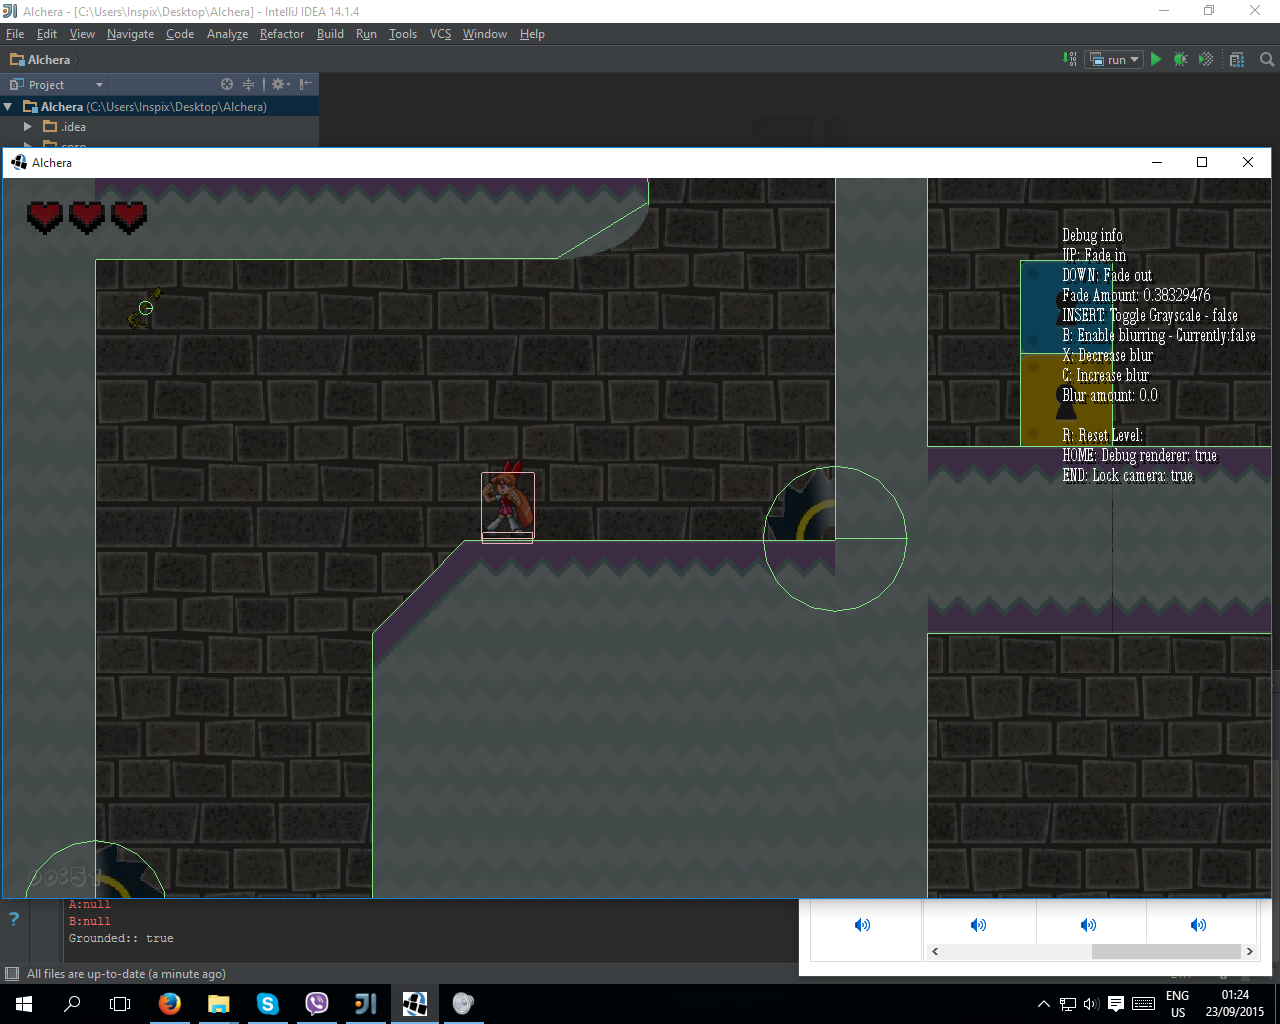 Alchera - [C:\Users\Inspix\Desktop\Alchera] - IntelliJ IDEA 14.1.4
File Edit View Navigate Code Analyze Refactor Build Run Tools VCS Window Help
Alchera
run
Project
Alchera (C:\Users\Inspix\Desktop\Alchera)
.idea
Alchera
Debug info
UP: Fade in
DOWN: Fade out
Fade Amount: 0.38329476
INSERT: Toggle Grayscale - false
B: Enable blurring - Currently:false
X: Decrease blur
C: Increase blur
Blur amount: 0.0
R: Reset Level:
HOME: Debug renderer: true
END: Lock camera: true
A:null
B:null
Grounded:: true
All files are up-to-date (a minute ago)
ENG
US
01:24
23/09/2015